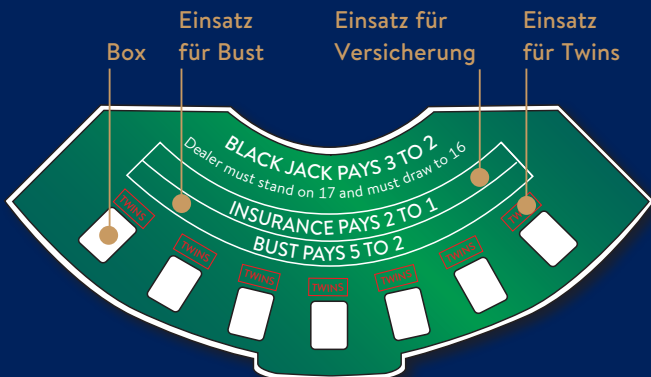 Box
Einsatz
für Bust
Einsatz für
Versicherung
Einsatz
für Twins
BLACK JACK PAYS 3 TO 2
Dealer must stand on 17 and must draw to 16
INSURANCE PAYS 2 TO 1
BUST PAYS 5 TO 2
TWINS
TWINS
TWINS
TWINS
TWINS
TWINS
TWINS